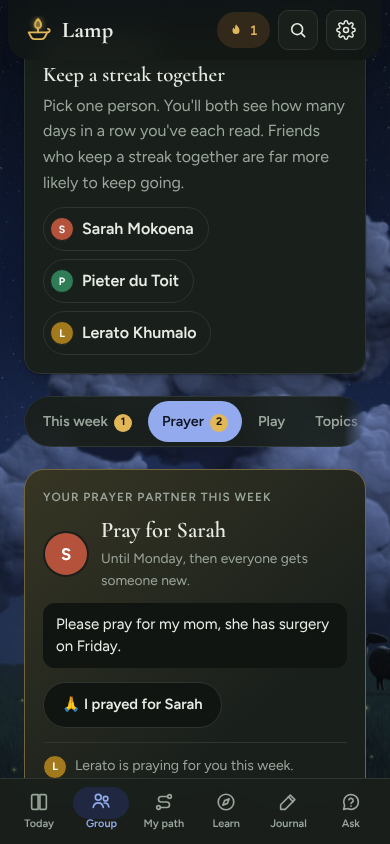 Lamp
1
Keep a streak together
Pick one person. You'll both see how many
days in a row you've each read. Friends
who keep a streak together are far more
likely to keep going.
S Sarah Mokoena
P Pieter du Toit
L Lerato Khumalo
This week 1 Prayer 2 Play Topics
YOUR PRAYER PARTNER THIS WEEK
S
Pray for Sarah
Until Monday, then everyone gets
someone new.
Please pray for my mom, she has surgery
on Friday.
🙏 I prayed for Sarah
L Lerato is praying for you this week.
Today Group My path Learn Journal Ask